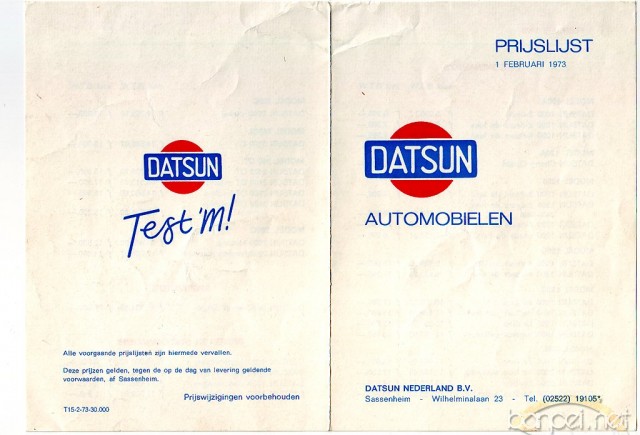 DATSUN
Test 'm!
Alle voorgaande prijslijsten zijn hiermede vervallen.
Deze prijzen gelden, tegen de op de dag van levering geldende
voorwaarden, af Sassenheim.
Prijswijzigingen voorbehouden
T15-2-73-30.000
PRIJSLIJST
1 FEBRUARI 1973
DATSUN
AUTOMOBIELEN
DATSUN NEDERLAND B.V.
Sassenheim - Wilhelminalaan 23 - Tel. (02522) 19105*
banpei.net